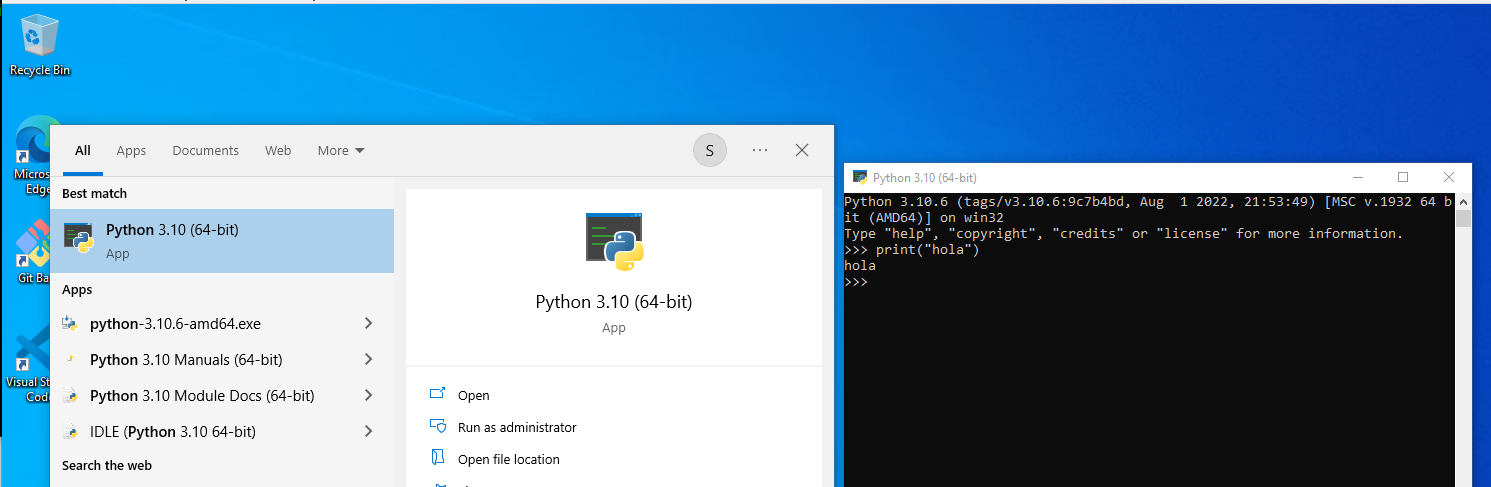 Recycle Bin
Edge
Git Ba
Visual St
Code
All
Apps
Documents
Web
More
S
Best match
Python 3.10 (64-bit)
App
Apps
python-3.10.6-amd64.exe
Python 3.10 Manuals (64-bit)
Python 3.10 Module Docs (64-bit)
IDLE (Python 3.10 64-bit)
Search the web
Python 3.10 (64-bit)
App
Open
Run as administrator
Open file location
Python 3.10 (64-bit)
Python 3.10.6 (tags/v3.10.6:9c7b4bd, Aug  1 2022, 21:53:49) [MSC v.1932 64 b
it (AMD64)] on win32
Type "help", "copyright", "credits" or "license" for more information.
>>> print("hola")
hola
>>>